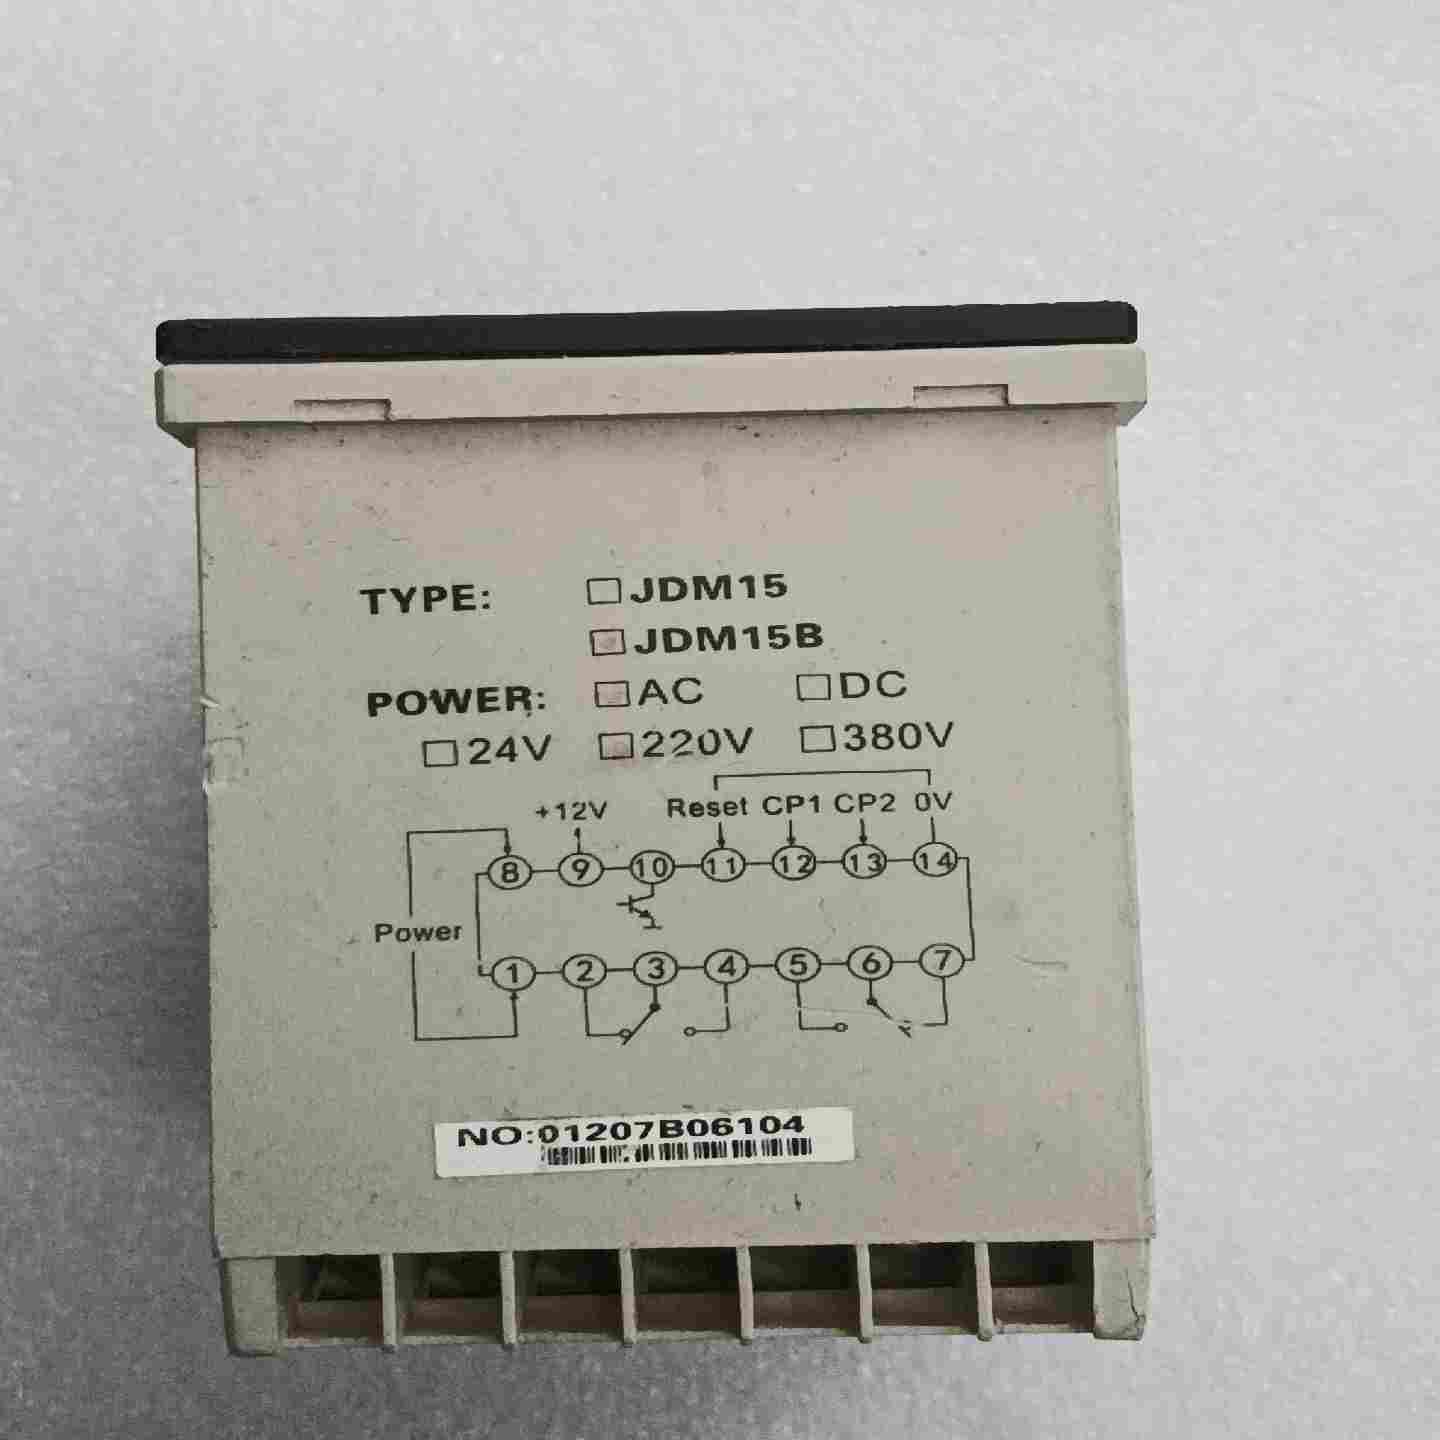 TYPE: □JDM15
□JDM15B
POWER: □AC □DC
□24V □220V □380V
+12V Reset CP1 CP2 0V
8 9 10 11 12 13 14
Power
1 2 3 4 5 6 7
NO:01207B06104